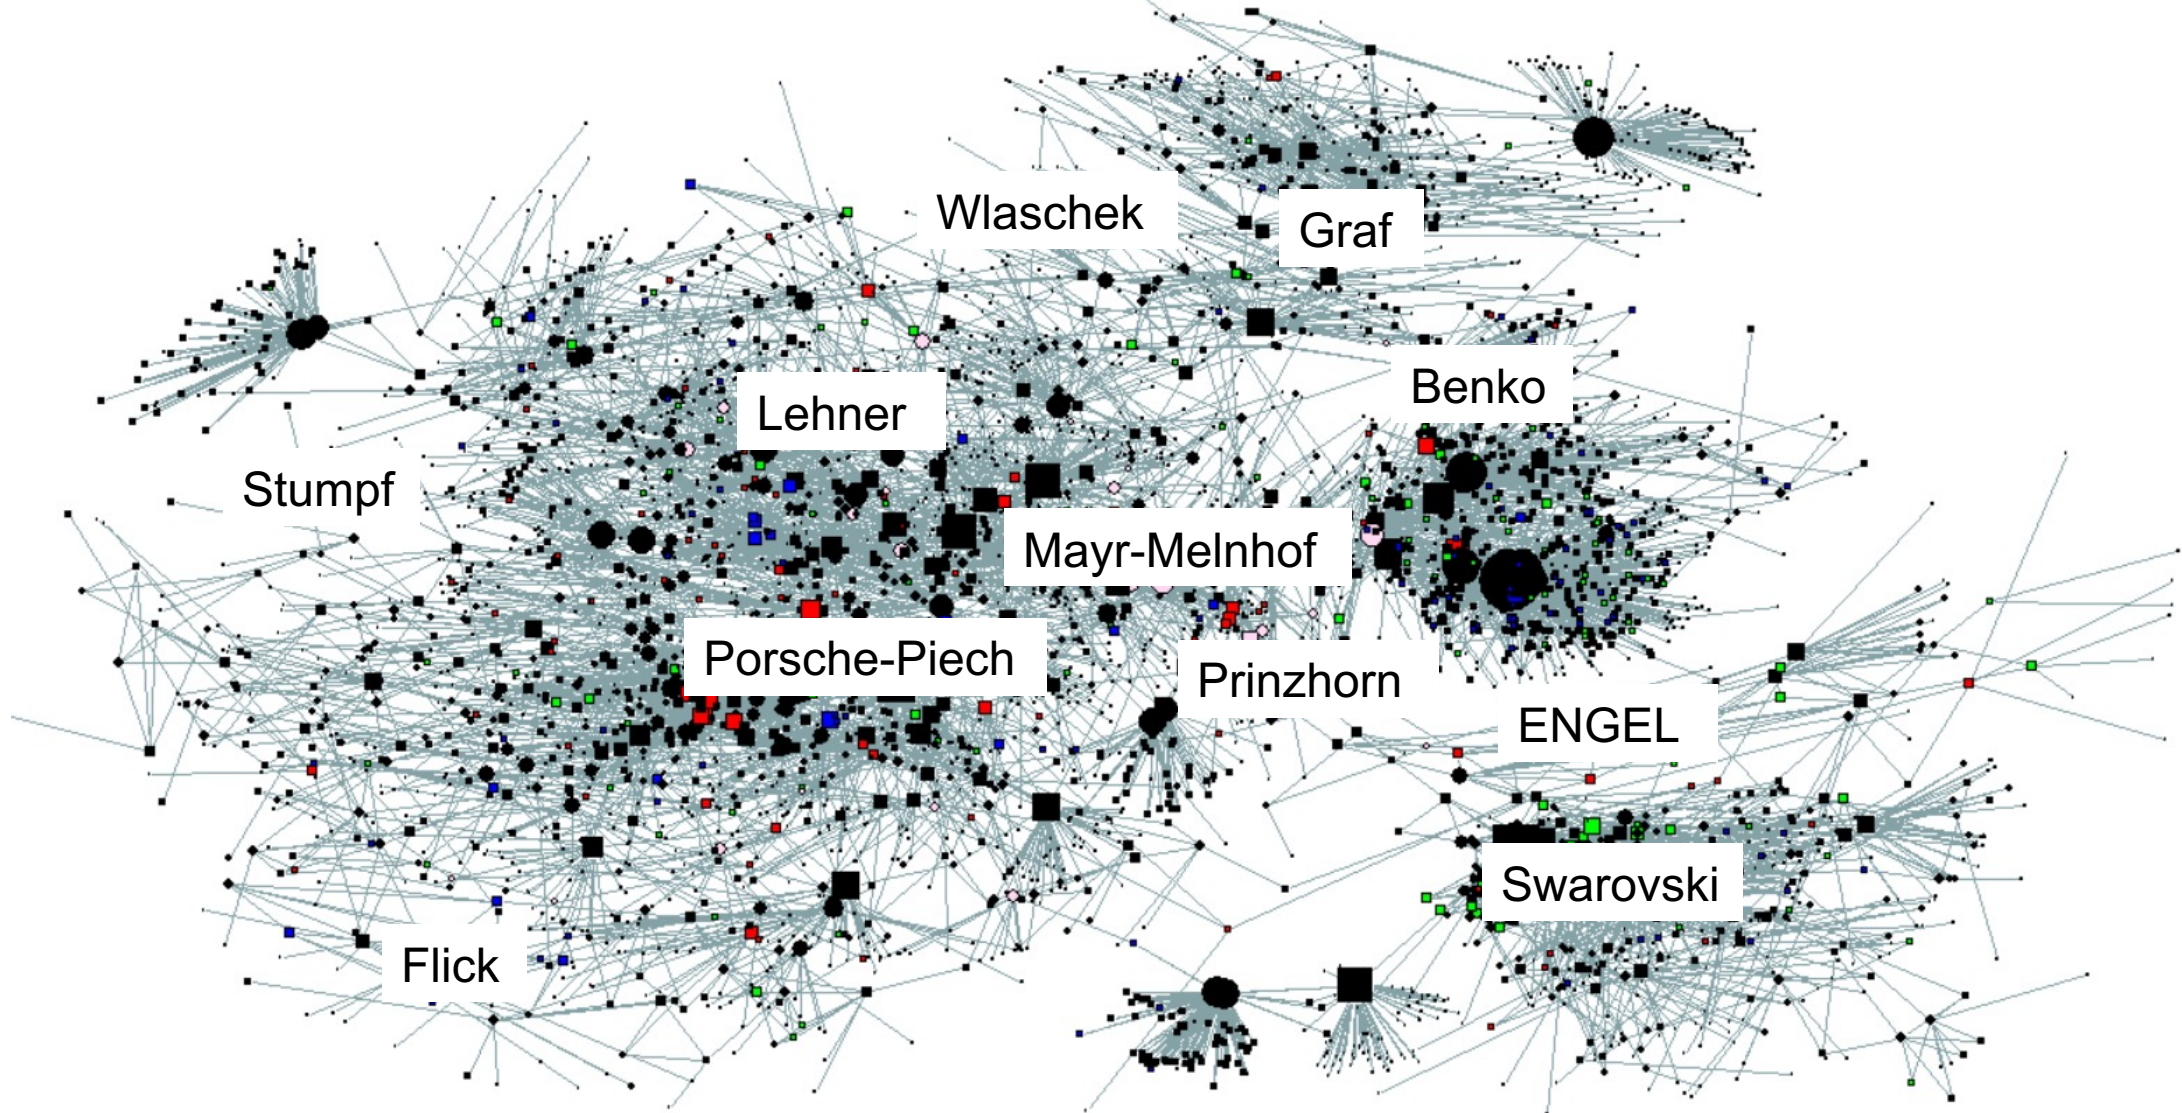 Wlaschek
Graf
Benko
Lehner
Stumpf
Mayr-Melnhof
Porsche-Piech
Prinzhorn
ENGEL
Swarovski
Flick